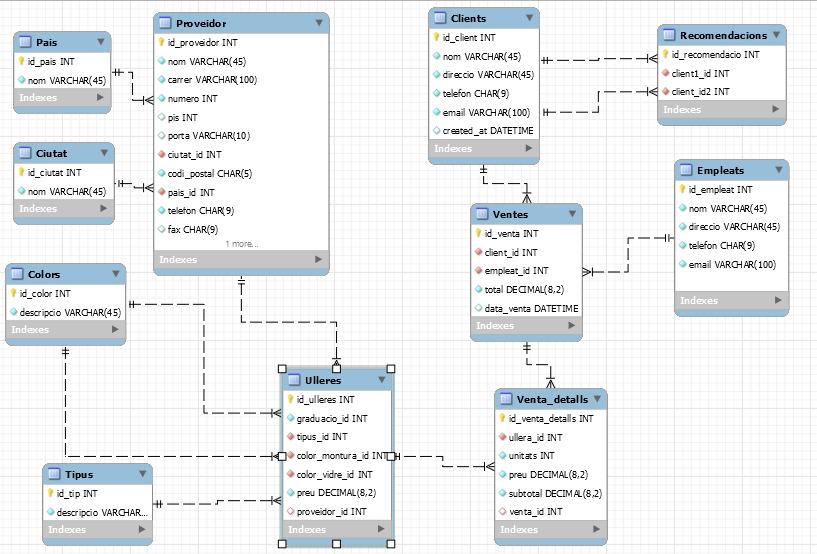 Pais
id_pais INT
nom VARCHAR(45)
Indexes
Ciutat
id_ciutat INT
nom VARCHAR(45)
Indexes
Proveidor
id_proveidor INT
nom VARCHAR(45)
carrer VARCHAR(100)
numero INT
pis INT
porta VARCHAR(10)
ciutat_id INT
codi_postal CHAR(5)
pais_id INT
telefon CHAR(9)
fax CHAR(9)
1 more...
Indexes
Clients
id_client INT
nom VARCHAR(45)
direccio VARCHAR(45)
telefon CHAR(9)
email VARCHAR(100)
created_at DATETIME
Indexes
Recomendacions
id_recomendacio INT
client1_id INT
client_id2 INT
Indexes
Empleats
id_empleat INT
nom VARCHAR(45)
direccio VARCHAR(45)
telefon CHAR(9)
email VARCHAR(100)
Indexes
Ventes
id_venta INT
client_id INT
empleat_id INT
total DECIMAL(8,2)
data_venta DATETIME
Indexes
Colors
id_color INT
descripcio VARCHAR(45)
Indexes
Tipus
id_tip INT
descripcio VARCHAR...
Indexes
Ulleres
id_ulleres INT
graduacio_id INT
tipus_id INT
color_montura_id INT
color_vidre_id INT
preu DECIMAL(8,2)
proveidor_id INT
Indexes
Venta_detalls
id_venta_detalls INT
ullera_id INT
unitats INT
preu DECIMAL(8,2)
subtotal DECIMAL(8,2)
venta_id INT
Indexes